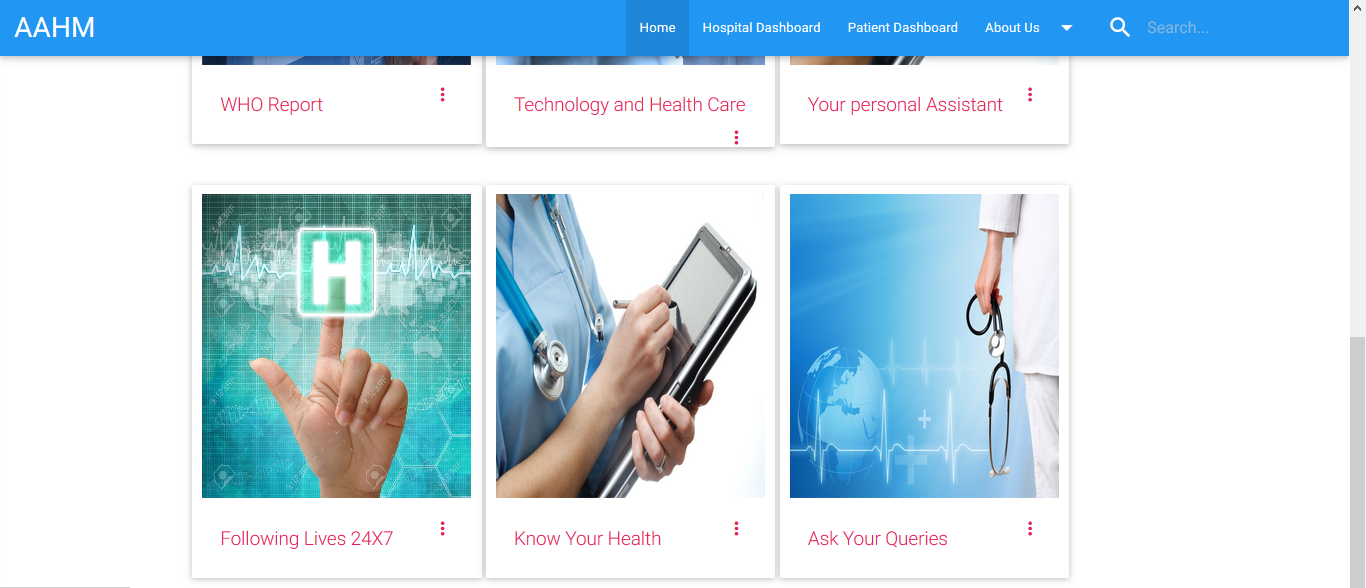 AAHM
Home
Hospital Dashboard
Patient Dashboard
About Us
Search...
WHO Report
Technology and Health Care
Your personal Assistant
H
Following Lives 24X7
Know Your Health
Ask Your Queries